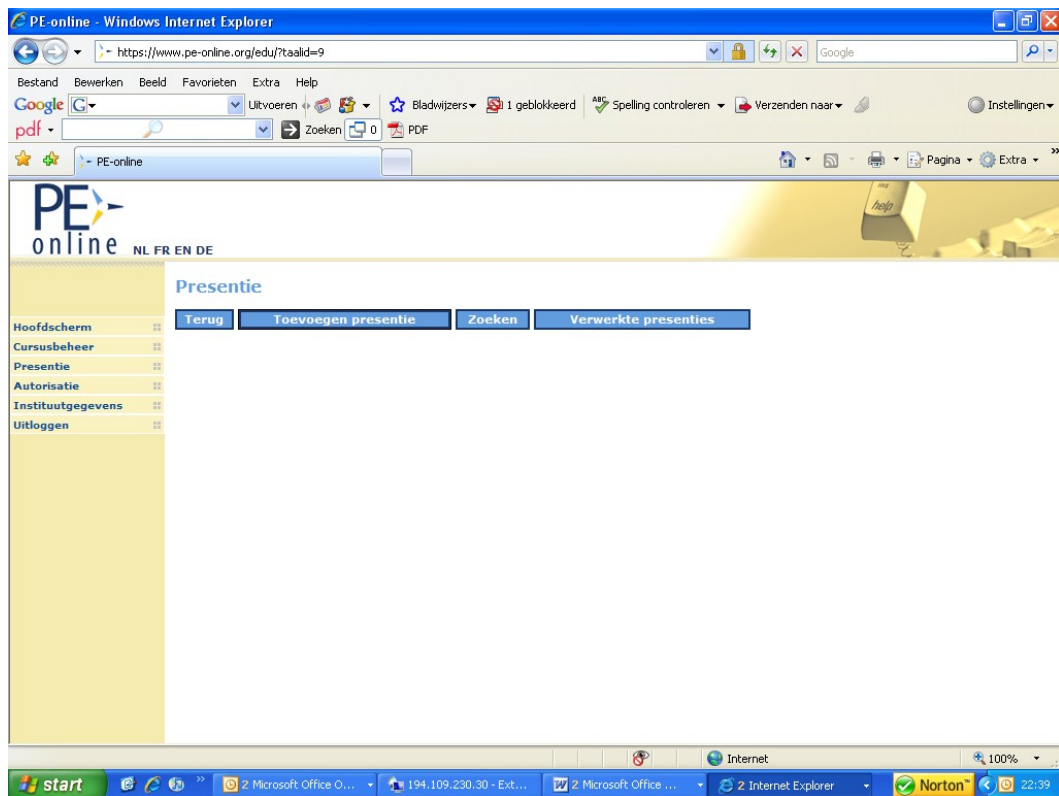 PE-online - Windows Internet Explorer
https://www.pe-online.org/edu/?taalid=9
Google
Bestand Bewerken Beeld Favorieten Extra Help
Google G Uitvoeren Bladwijzers 1 geblokkeerd ABC Spelling controleren Verzenden naar Instellingen
pdf Zoeken 0 PDF
PE-online Pagina Extra »
PE
online NL FR EN DE
help
Presentie
Terug Toevoegen presentie Zoeken Verwerkte presenties
Hoofdscherm
Cursusbeheer
Presentie
Autorisatie
Instituutgegevens
Uitloggen
Internet 100%
start » 2 Microsoft Office O... 194.109.230.30 - Ext... 2 Microsoft Office ... 2 Internet Explorer Norton™ 22:39